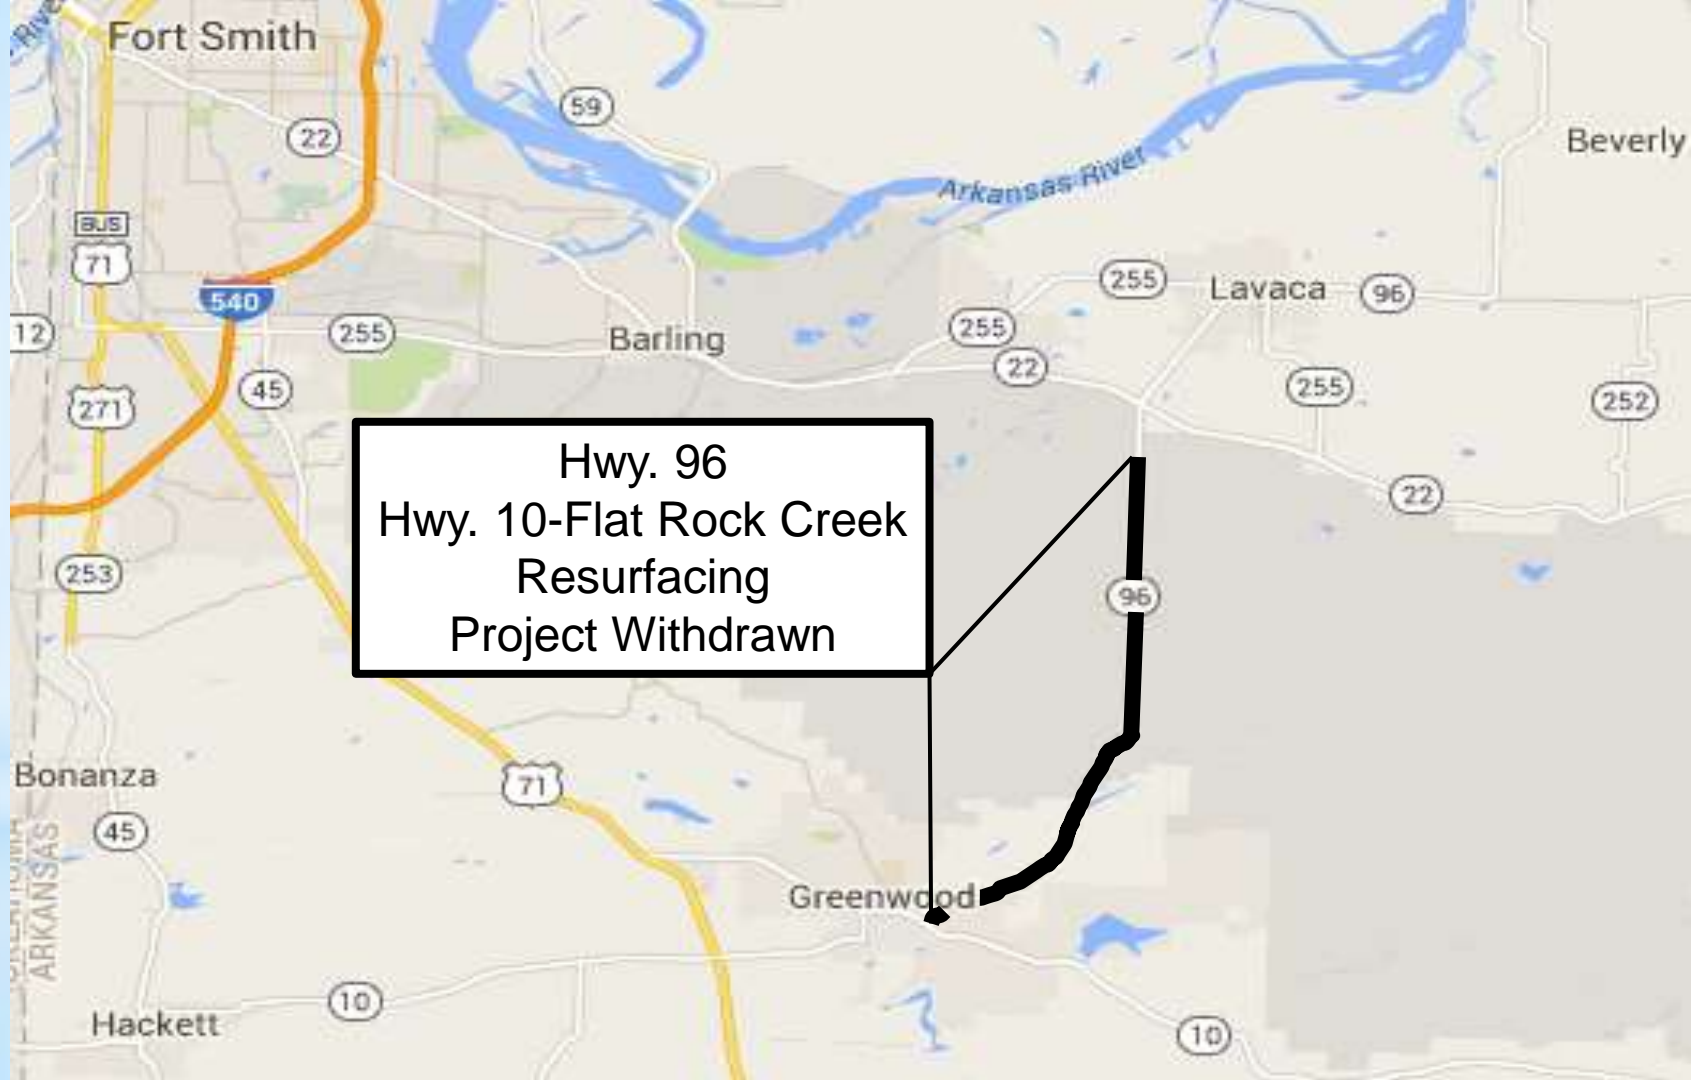 River
Fort Smith
59
22
Beverly
Arkansas River
BUS
71
540
12
255
Barling
255
255
Lavaca
96
22
45
271
255
252
Hwy. 96
Hwy. 10-Flat Rock Creek
Resurfacing
Project Withdrawn
22
253
96
Bonanza
71
45
ARKANSAS
Greenwood
10
Hackett
10